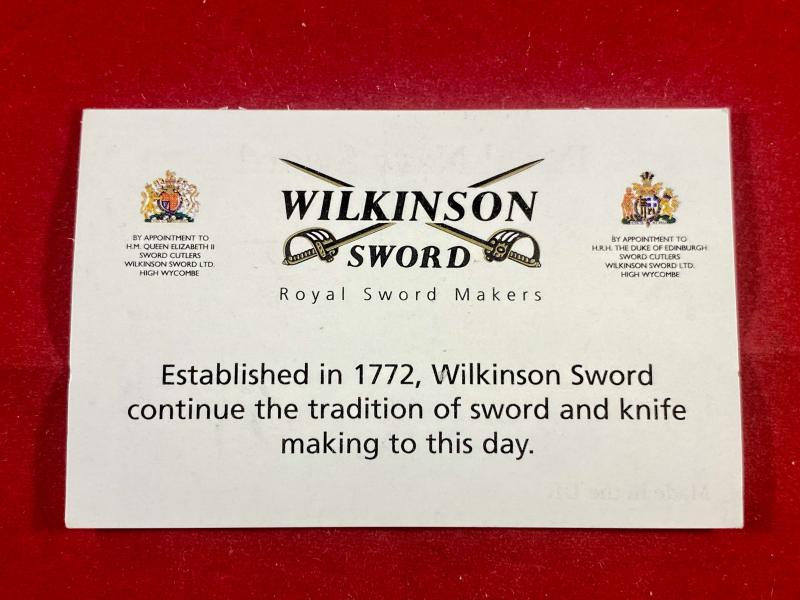 WILKINSON
SWORD
Royal Sword Makers
BY APPOINTMENT TO
H.M. QUEEN ELIZABETH II
SWORD CUTLERS
WILKINSON SWORD LTD.
HIGH WYCOMBE
BY APPOINTMENT TO
H.R.H. THE DUKE OF EDINBURGH
SWORD CUTLERS
WILKINSON SWORD LTD.
HIGH WYCOMBE
Established in 1772, Wilkinson Sword
continue the tradition of sword and knife
making to this day.